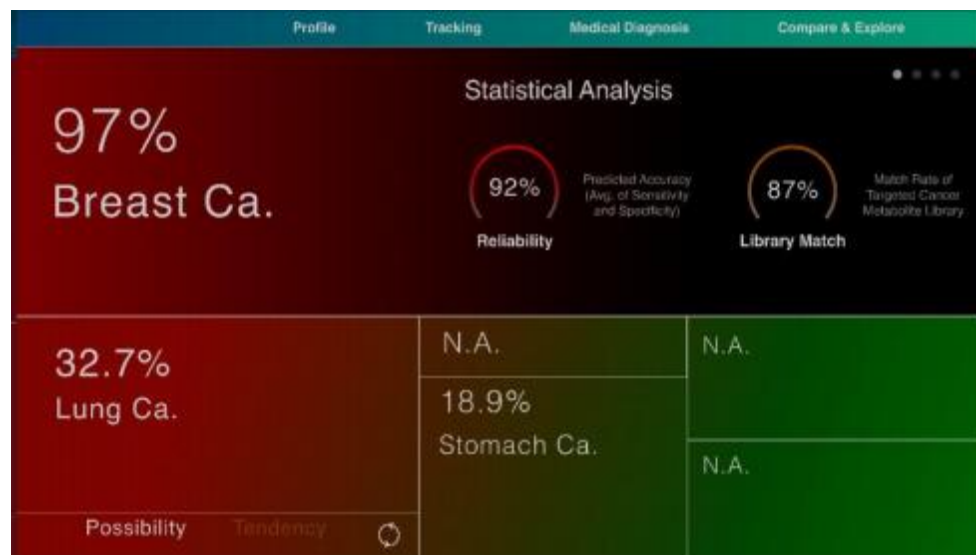 Profile Tracking Medical Diagnosis Compare & Explore
97%
Breast Ca.
Statistical Analysis
92%
Reliability
Predicted Accuracy
(Avg. of Sensitivity
and Specificity)
87%
Library Match
Match Rate of
Targeted Cancer
Metabolite Library
32.7%
Lung Ca.
N.A.
18.9%
Stomach Ca.
N.A.
N.A.
Possibility Tendency